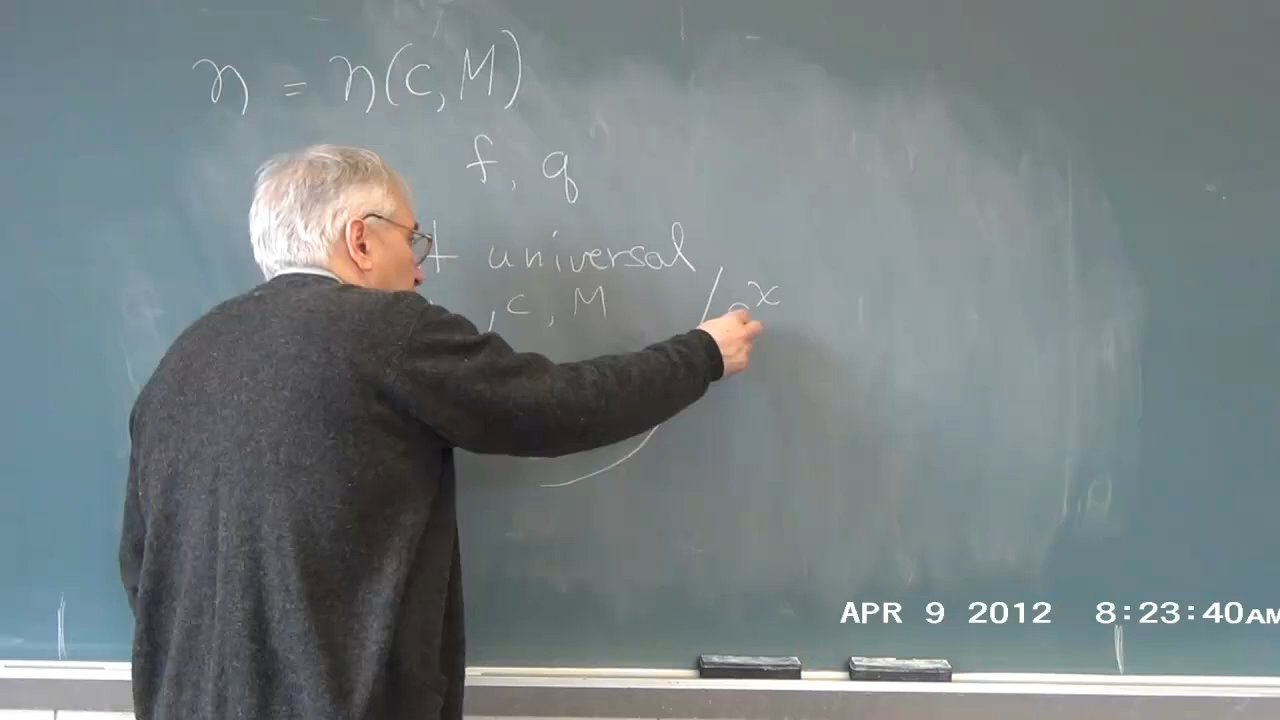 η = η(c, M)
f, q
universal
, c, M
x
APR 9 2012 8:23:40AM